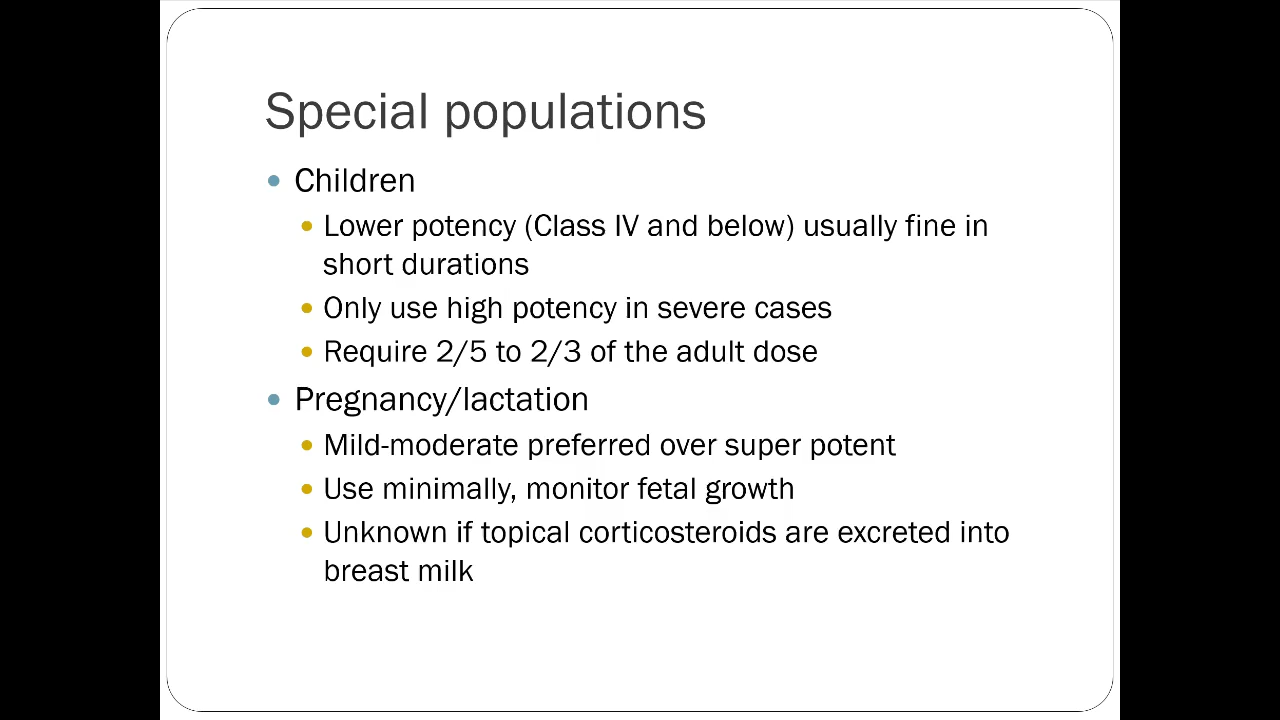 Special populations
Children
Lower potency (Class IV and below) usually fine in
short durations
Only use high potency in severe cases
Require 2/5 to 2/3 of the adult dose
Pregnancy/lactation
Mild-moderate preferred over super potent
Use minimally, monitor fetal growth
Unknown if topical corticosteroids are excreted into
breast milk